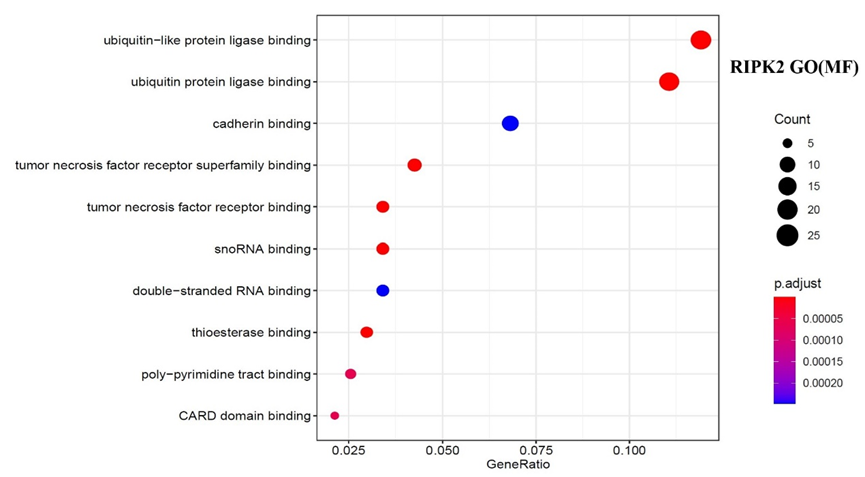 ubiquitin−like protein ligase binding
ubiquitin protein ligase binding
cadherin binding
tumor necrosis factor receptor superfamily binding
tumor necrosis factor receptor binding
snoRNA binding
double−stranded RNA binding
thioesterase binding
poly−pyrimidine tract binding
CARD domain binding
0.025 0.050 0.075 0.100
GeneRatio
RIPK2 GO(MF)
Count
5
10
15
20
25
p.adjust
0.00005
0.00010
0.00015
0.00020